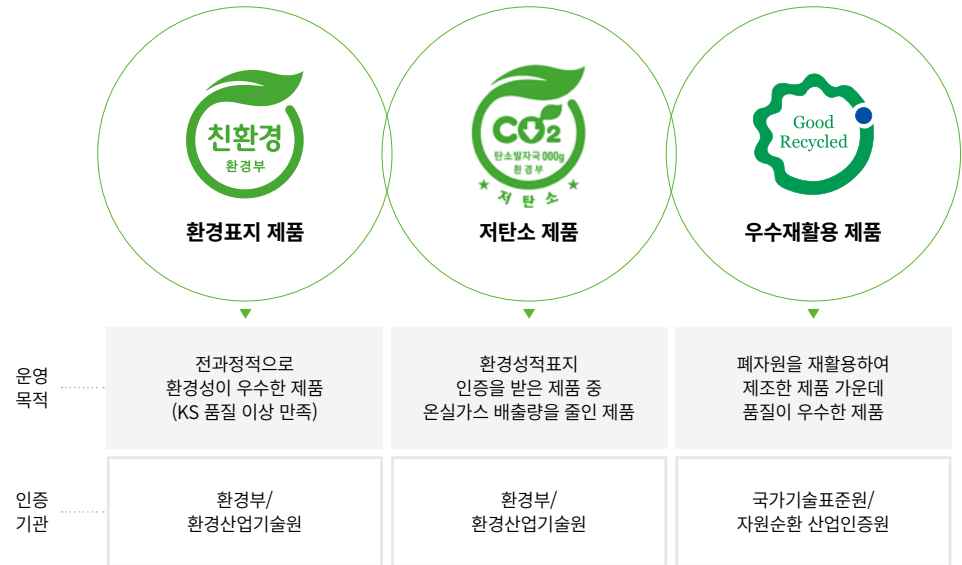 친환경
환경부
CO2
탄소발자국 000g
환경부
저탄소
Good
Recycled
환경표지 제품
저탄소 제품
우수재활용 제품
운영
목적
전과정적으로
환경성이 우수한 제품
(KS 품질 이상 만족)
환경성적표지
인증을 받은 제품 중
온실가스 배출량을 줄인 제품
폐자원을 재활용하여
제조한 제품 가운데
품질이 우수한 제품
인증
기관
환경부/
환경산업기술원
환경부/
환경산업기술원
국가기술표준원/
자원순환 산업인증원